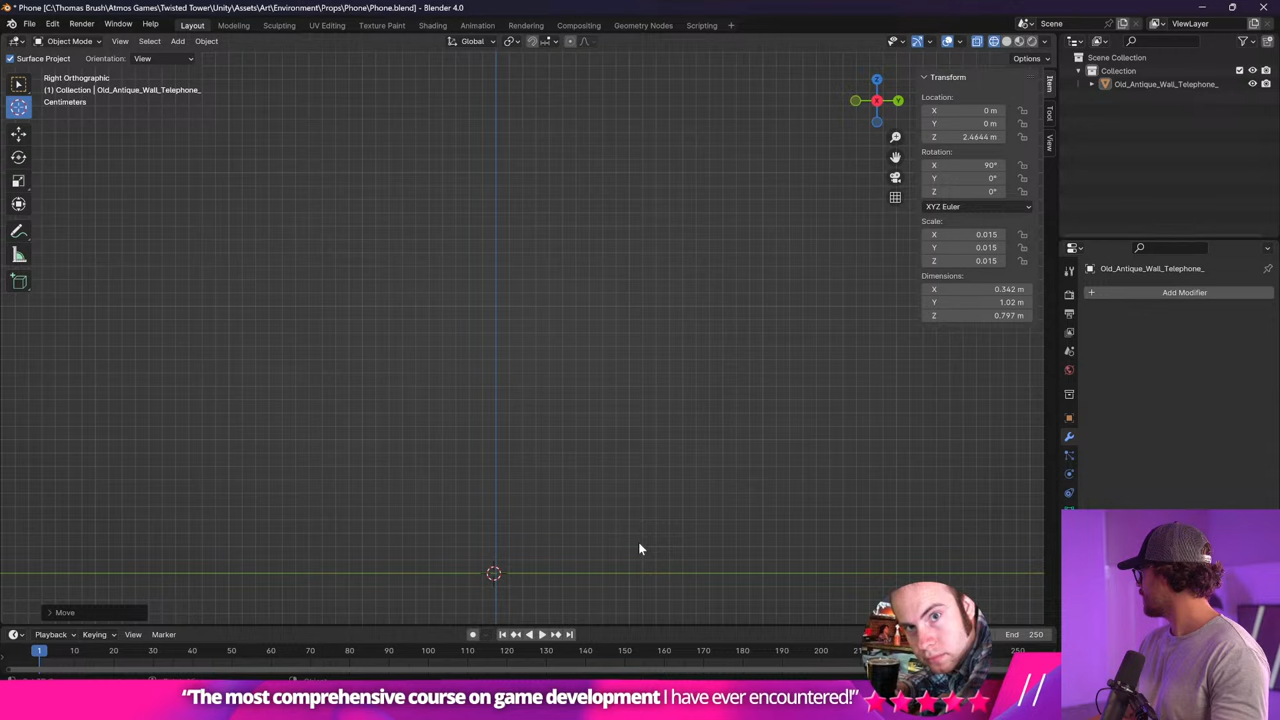 * Phone [C:\Thomas Brush\Atmos Games\Twisted Tower\Unity\Assets\Art\Environment\Props\Phone\Phone.blend] - Blender 4.0
File Edit Render Window Help Layout Modeling Sculpting UV Editing Texture Paint Shading Animation Rendering Compositing Geometry Nodes Scripting + Scene ViewLayer
Object Mode View Select Add Object Global
Surface Project Orientation: View Options
Right Orthographic
(1) Collection | Old_Antique_Wall_Telephone_
Centimeters
X
Y
Z
Transform
Location:
X 0 m
Y 0 m
Z 2.4644 m
Rotation:
X 90°
Y 0°
Z 0°
XYZ Euler
Scale:
X 0.015
Y 0.015
Z 0.015
Dimensions:
X 0.342 m
Y 1.02 m
Z 0.797 m
Item
Tool
View
Scene Collection
Collection
Old_Antique_Wall_Telephone_
Old_Antique_Wall_Telephone_
+ Add Modifier
> Move
Playback Keying View Marker End 250
1 10 20 30 40 50 60 70 80 90 100 110 120 130 140 150 160 170 180 190 200 250
“The most comprehensive course on game development I have ever encountered!”
//